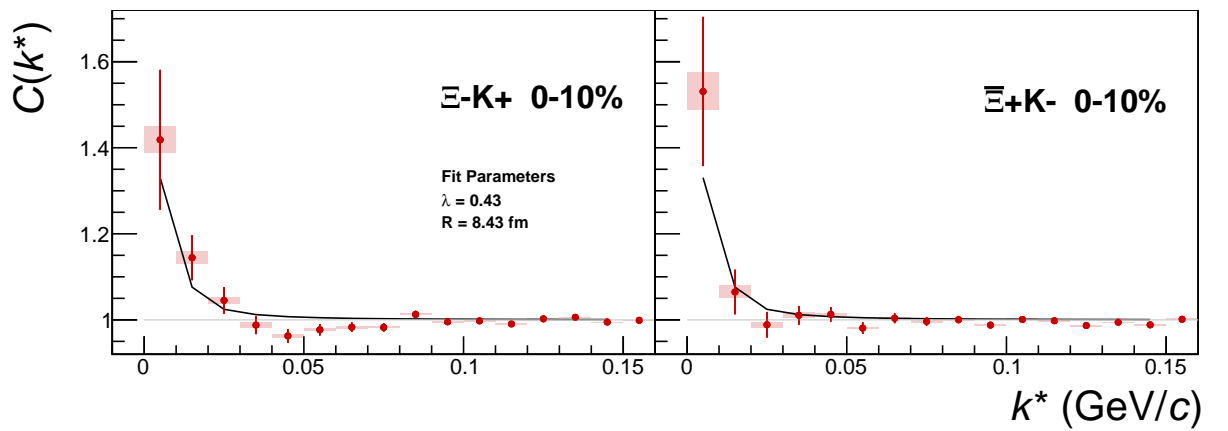 C(k*)
1.6
1.4
1.2
1
Ξ-K+ 0-10%
Fit Parameters
λ = 0.43
R = 8.43 fm
Ξ̅+K- 0-10%
0 0.05 0.1 0.15
0 0.05 0.1 0.15
k* (GeV/c)